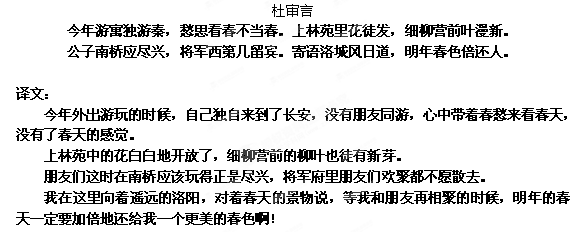 杜审言
今年游寓独游秦，愁思看春不当春。上林苑里花徒发，细柳营前叶漫新。
公子南桥应尽兴，将军西第几留宾。寄语洛城风日道，明年春色倍还人。
译文：
今年外出游玩的时候，自己独自来到了长安，没有朋友同游，心中带着春愁来看春天，
没有了春天的感觉。
上林苑中的花白白地开放了，细柳营前的柳叶也徒有新芽。
朋友们这时在南桥应该玩得正是尽兴，将军府里朋友们欢聚都不愿散去。
我在这里向着遥远的洛阳，对着春天的景物说，等我和朋友再相聚的时候，明年的春
天一定要加倍地还给我一个更美的春色啊！